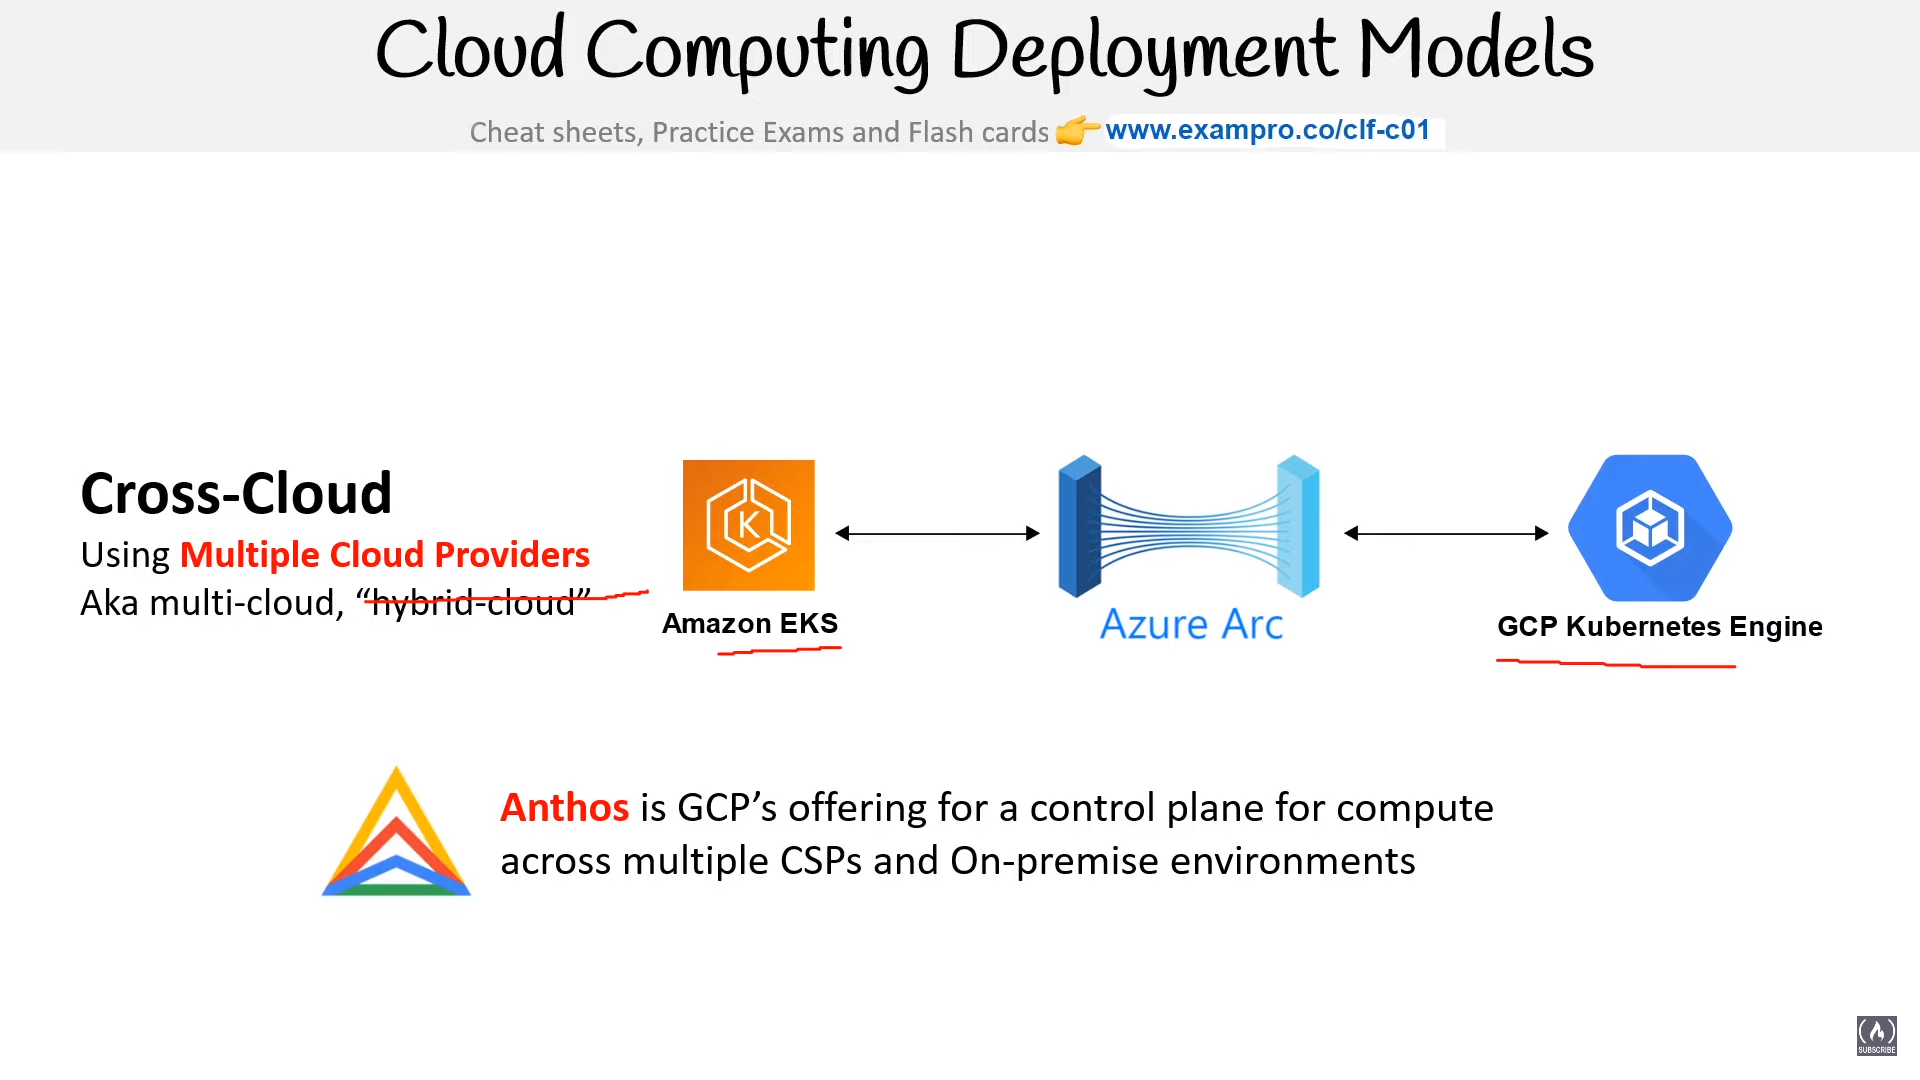 Cloud Computing Deployment Models
Cheat sheets, Practice Exams and Flash cards 👉 www.exampro.co/clf-c01
Cross-Cloud
Using Multiple Cloud Providers
Aka multi-cloud, “hybrid-cloud”
K
Amazon EKS
Azure Arc
GCP Kubernetes Engine
Anthos is GCP’s offering for a control plane for compute
across multiple CSPs and On-premise environments
SUBSCRIBE